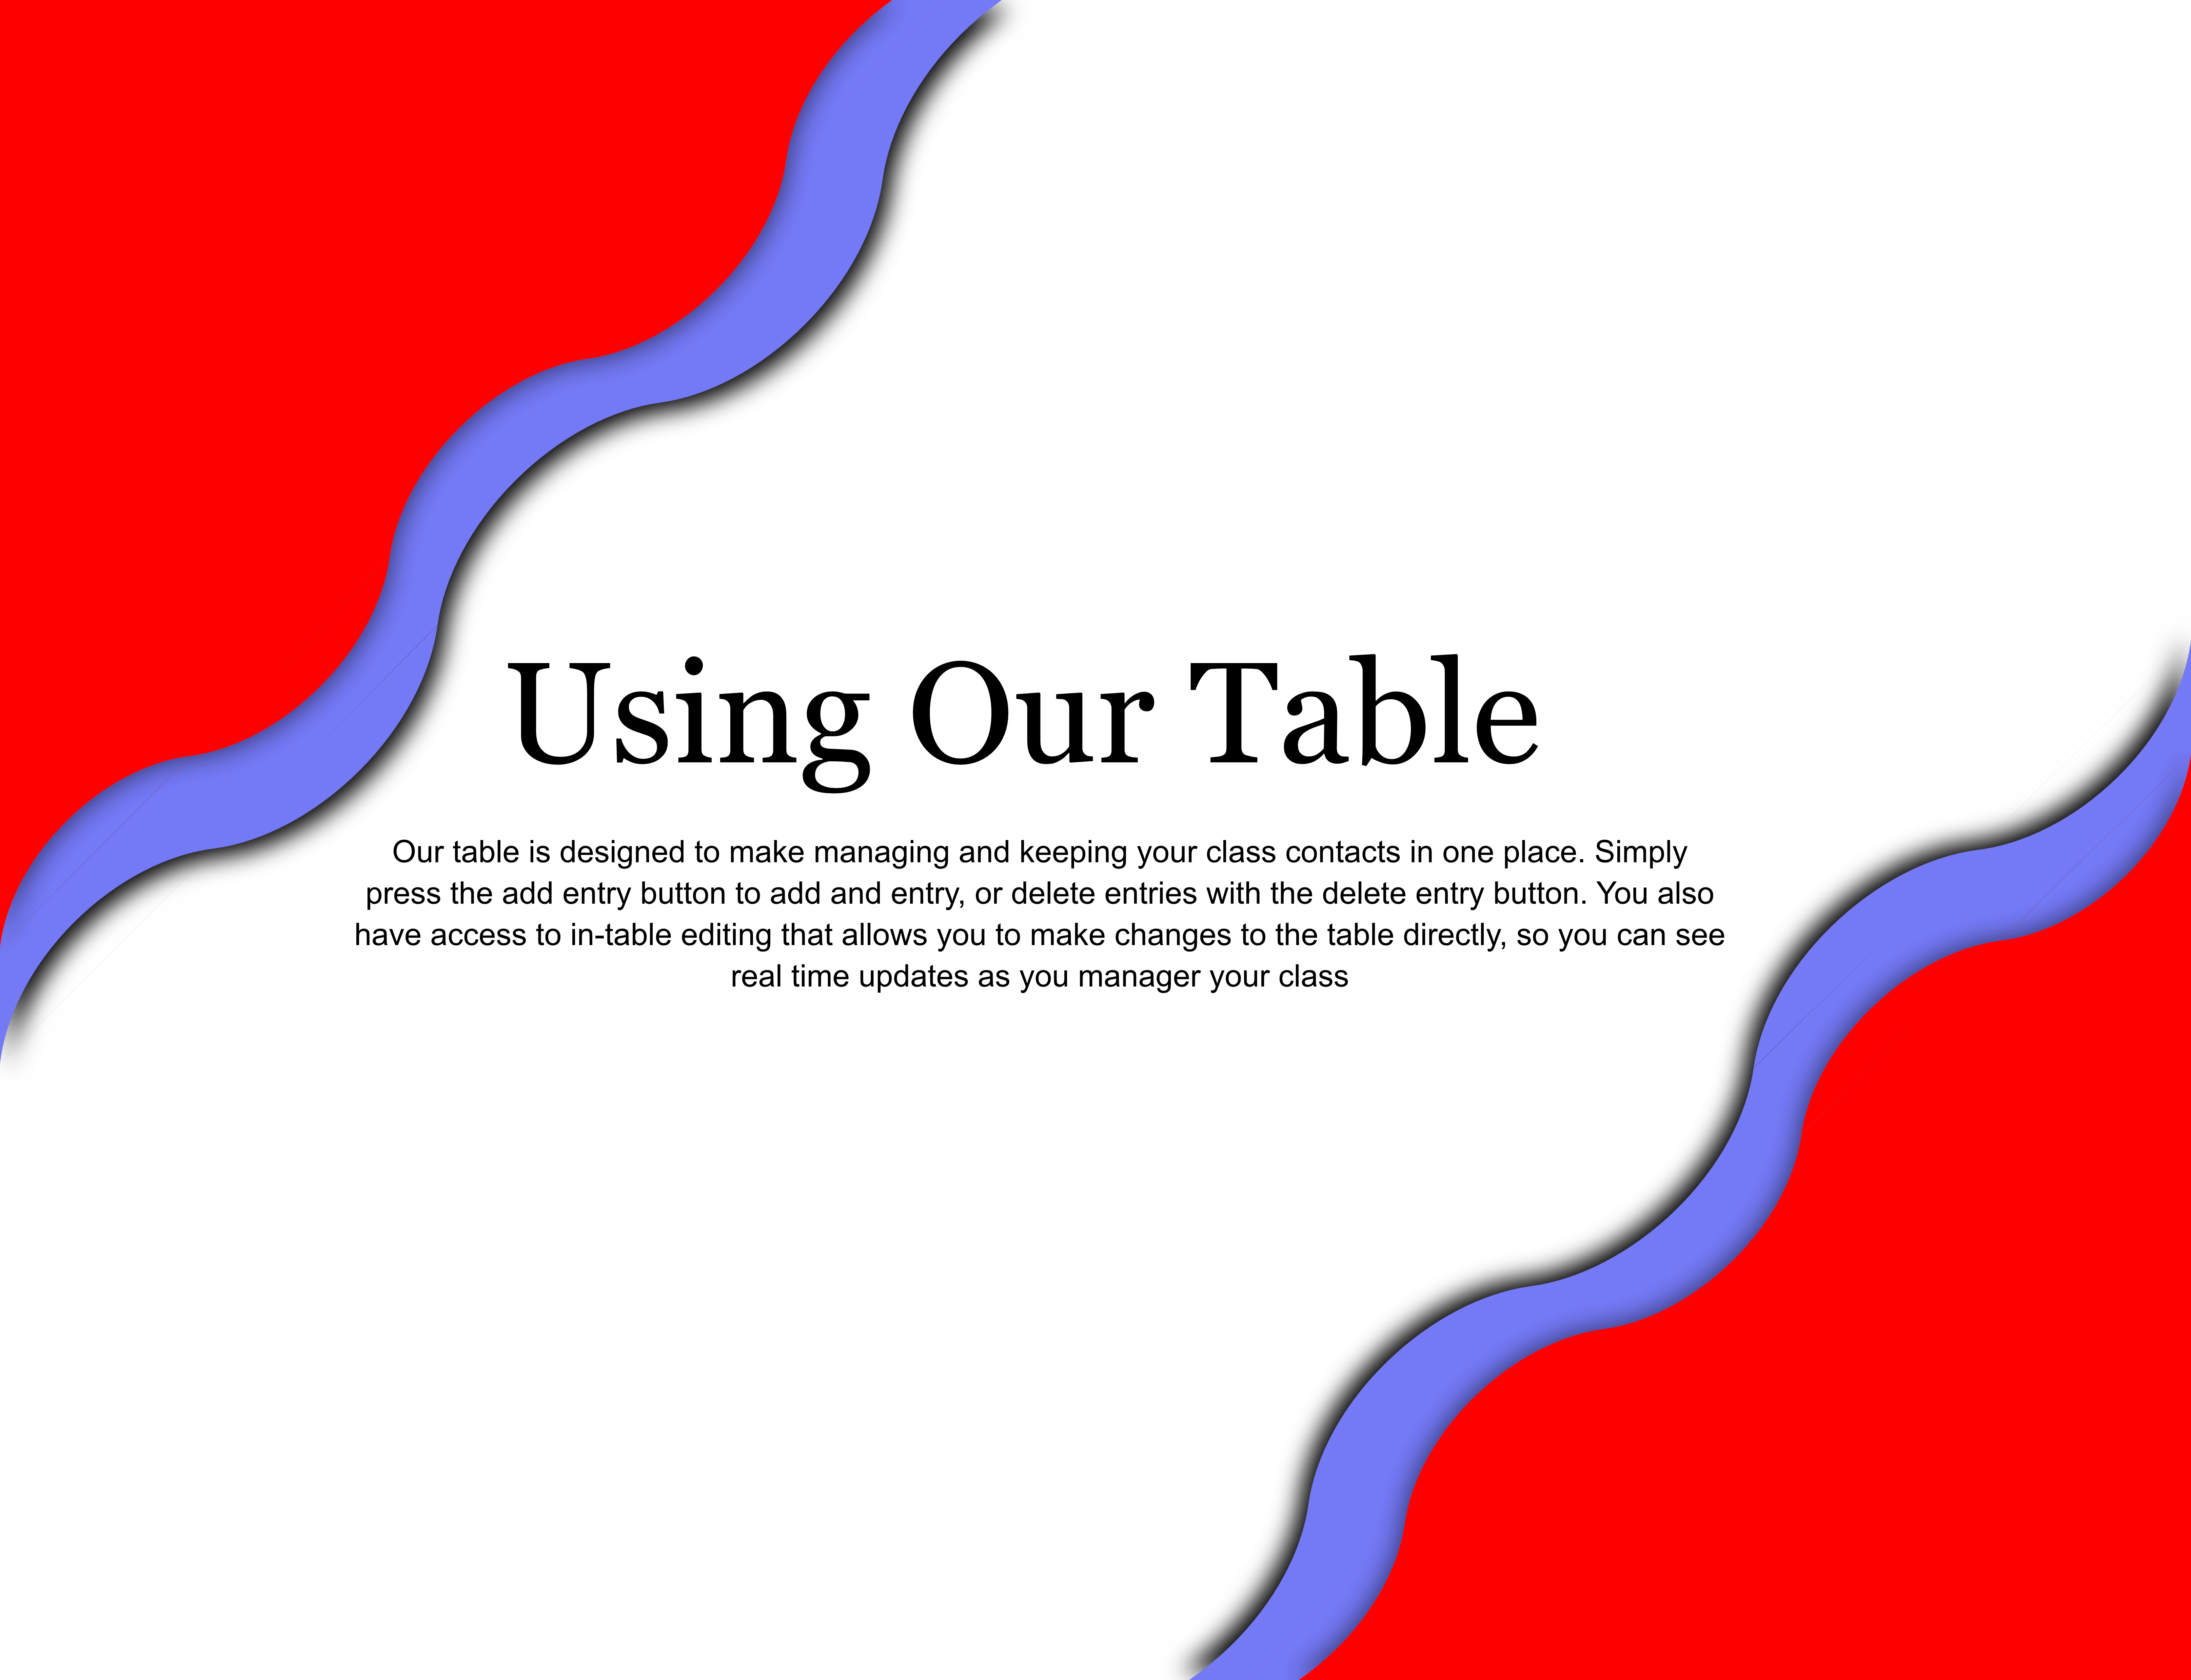 Using Our Table
Our table is designed to make managing and keeping your class contacts in one place. Simply
press the add entry button to add and entry, or delete entries with the delete entry button. You also
have access to in-table editing that allows you to make changes to the table directly, so you can see
real time updates as you manager your class